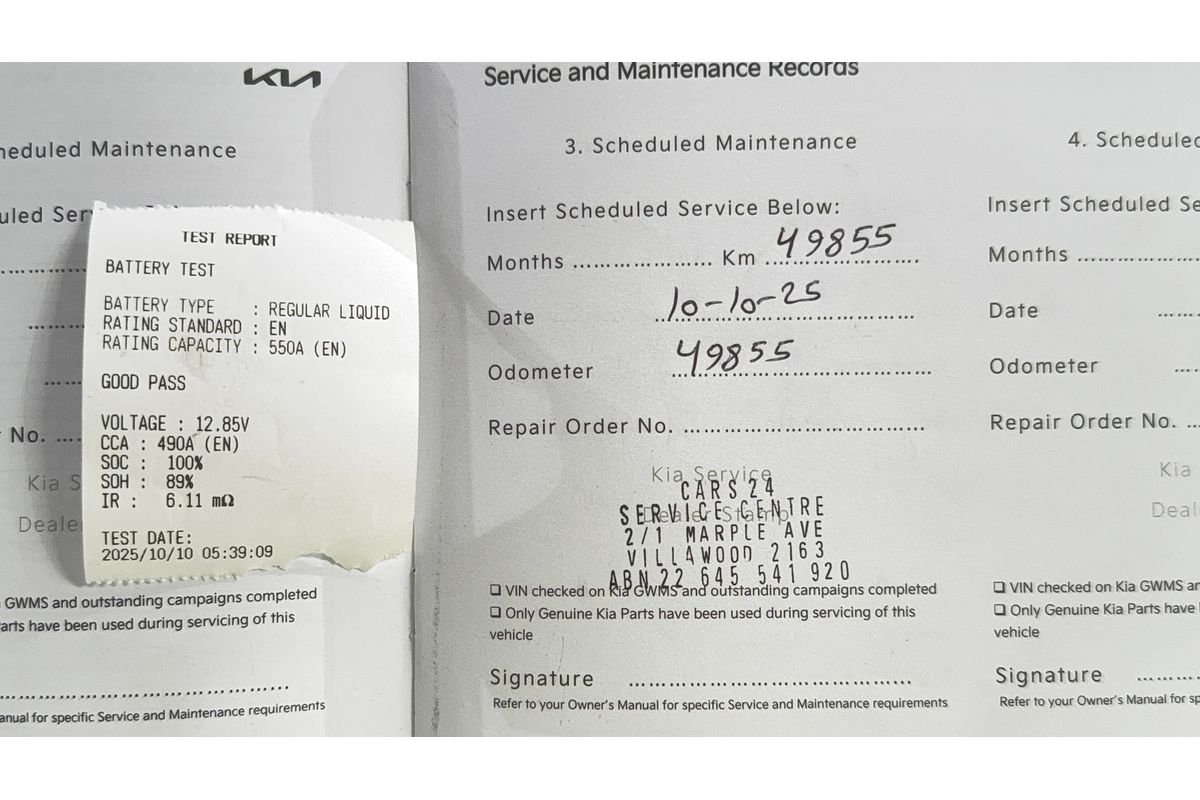 KIA
Scheduled Maintenance
TEST REPORT
BATTERY TEST
BATTERY TYPE : REGULAR LIQUID
RATING STANDARD : EN
RATING CAPACITY : 550A (EN)
GOOD PASS
VOLTAGE : 12.85V
CCA : 490A (EN)
SOC : 100%
SOH : 89%
IR : 6.11 mΩ
TEST DATE:
2025/10/10 05:39:09
No. ....
Kia S
Deale
GWMS and outstanding campaigns completed
arts have been used during servicing of this
anual for specific Service and Maintenance requirements
Service and Maintenance Records
3. Scheduled Maintenance
Insert Scheduled Service Below:
Months .................... Km 49855
Date 10-10-25
Odometer 49855
Repair Order No. ...................................
Kia Service
Dealer Stamp
CARS24
SERVICE CENTRE
2/1 MARPLE AVE
VILLAWOOD 2163
ABN 22 645 541 920
❑ VIN checked on Kia GWMS and outstanding campaigns completed
❑ Only Genuine Kia Parts have been used during servicing of this
vehicle
Signature ........................................
Refer to your Owner's Manual for specific Service and Maintenance requirements
4. Scheduled
Insert Scheduled Se
Months ..................
Date ......
Odometer ....
Repair Order No. ...
Kia
Deal
❑ VIN checked on Kia GWMS an
❑ Only Genuine Kia Parts have
vehicle
Signature .........
Refer to your Owner's Manual for sp